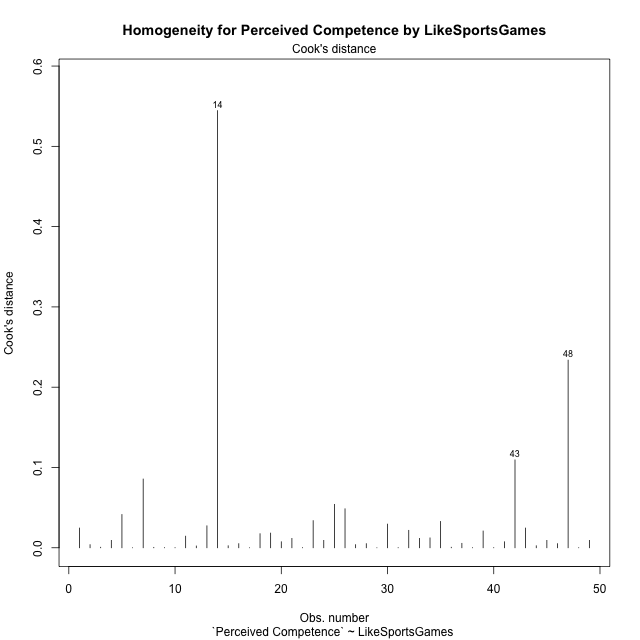 Homogeneity for Perceived Competence by LikeSportsGames
Cook's distance
0.6
0.5
0.4
0.3
0.2
0.1
0.0
Cook's distance
14
43
48
0 10 20 30 40 50
Obs. number
`Perceived Competence` ~ LikeSportsGames